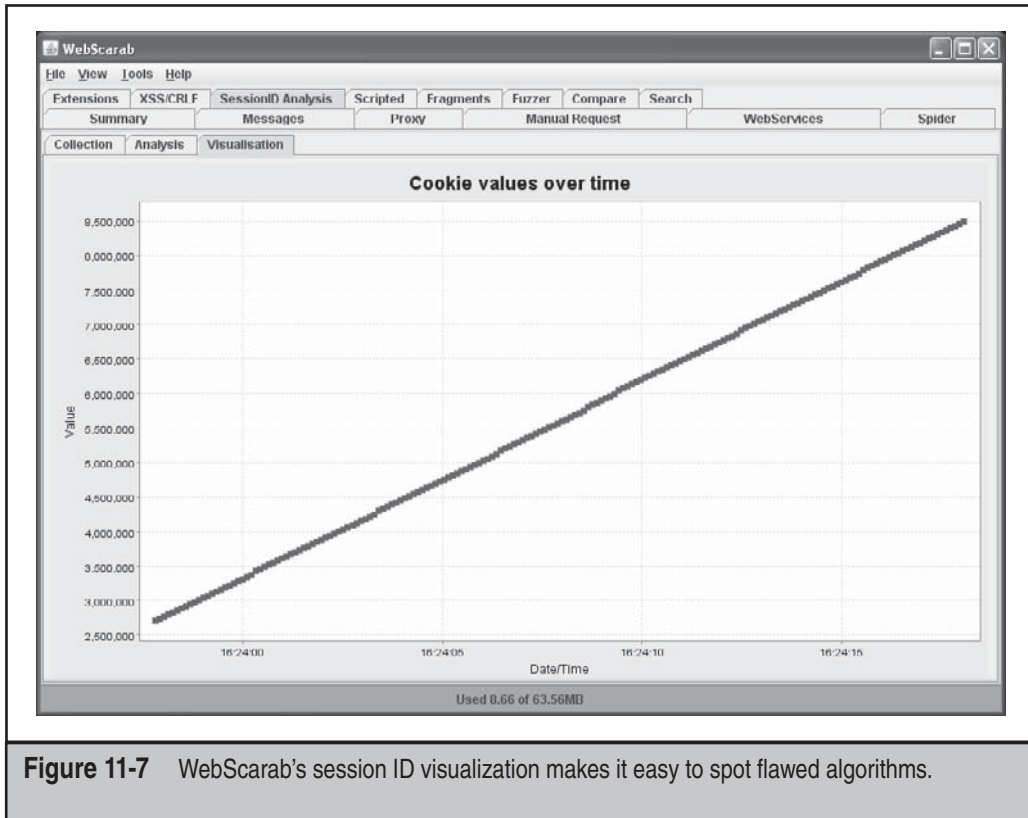 WebScarab
File View Tools Help
Extensions XSS/CRLF SessionID Analysis Scripted Fragments Fuzzer Compare Search
Summary Messages Proxy Manual Request WebServices Spider
Collection Analysis Visualisation
Cookie values over time
8,500,000
8,000,000
7,500,000
7,000,000
6,500,000
6,000,000
5,500,000
5,000,000
4,500,000
4,000,000
3,500,000
3,000,000
2,500,000
Value
16:24:00 16:24:05 16:24:10 16:24:15
Date/Time
Used 8.66 of 63.56MB
Figure 11-7 WebScarab's session ID visualization makes it easy to spot flawed algorithms.